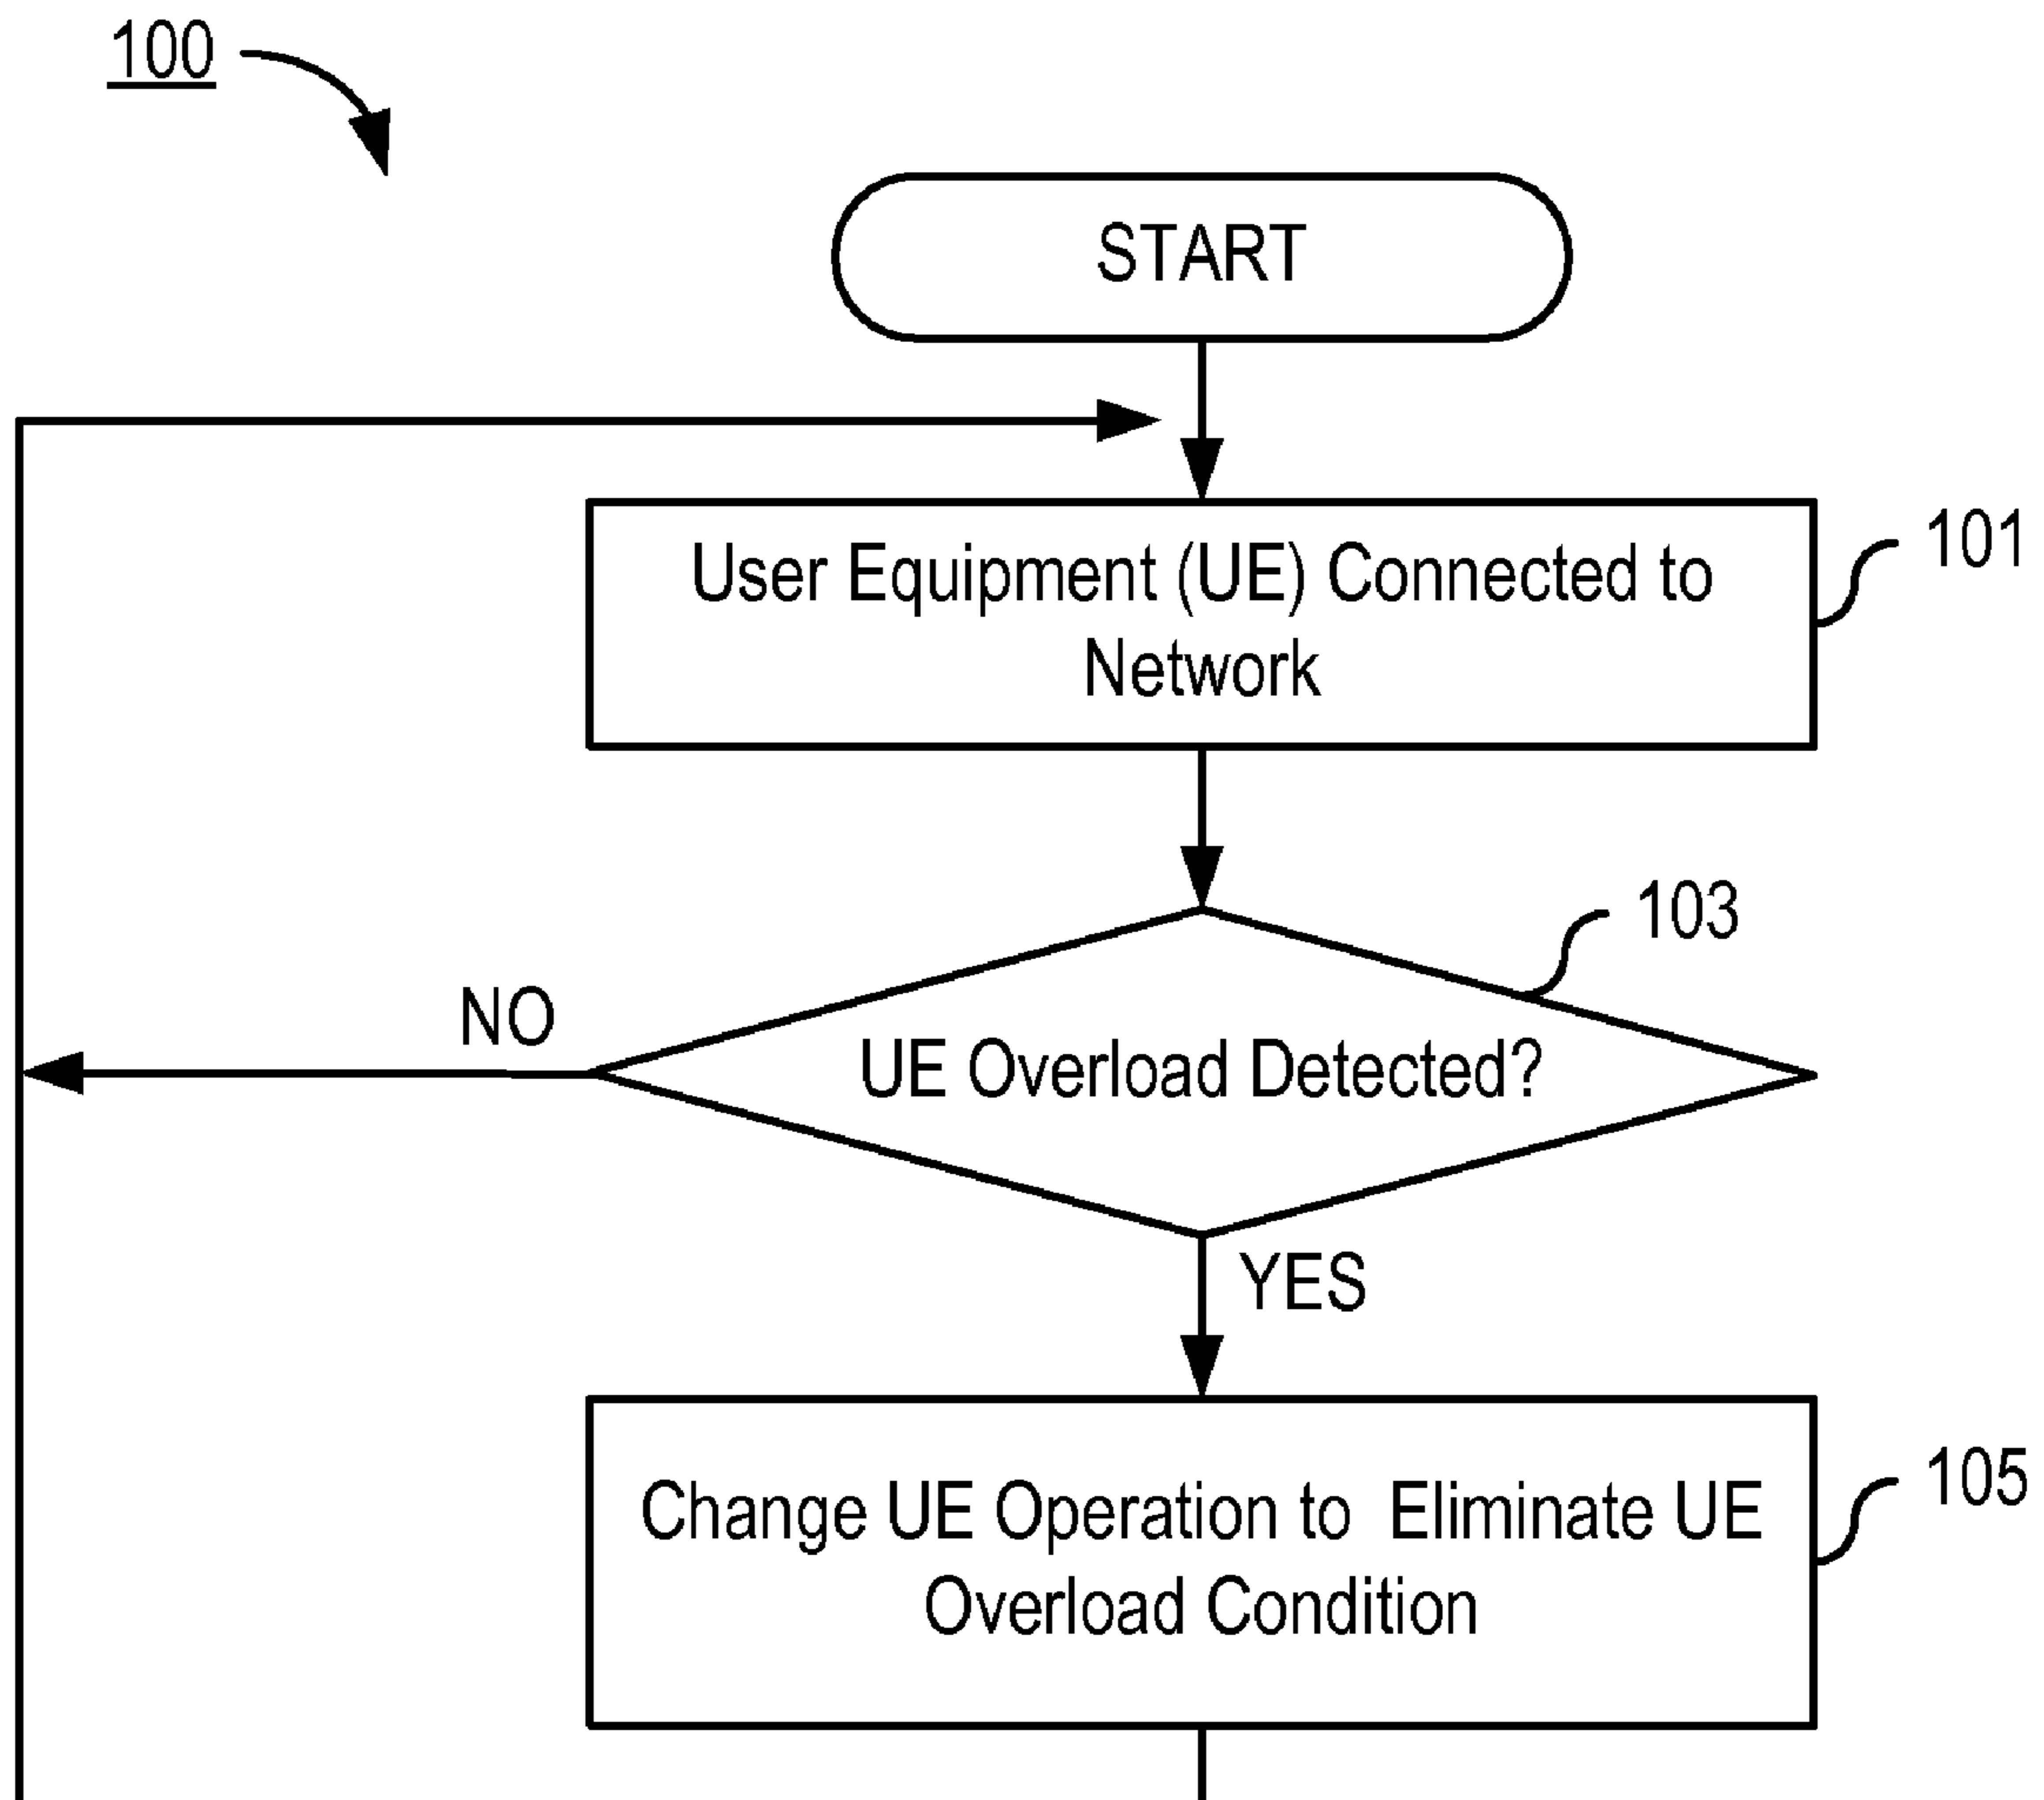 100
START
User Equipment (UE) Connected to
Network
101
103
NO
UE Overload Detected?
YES
Change UE Operation to Eliminate UE
Overload Condition
105